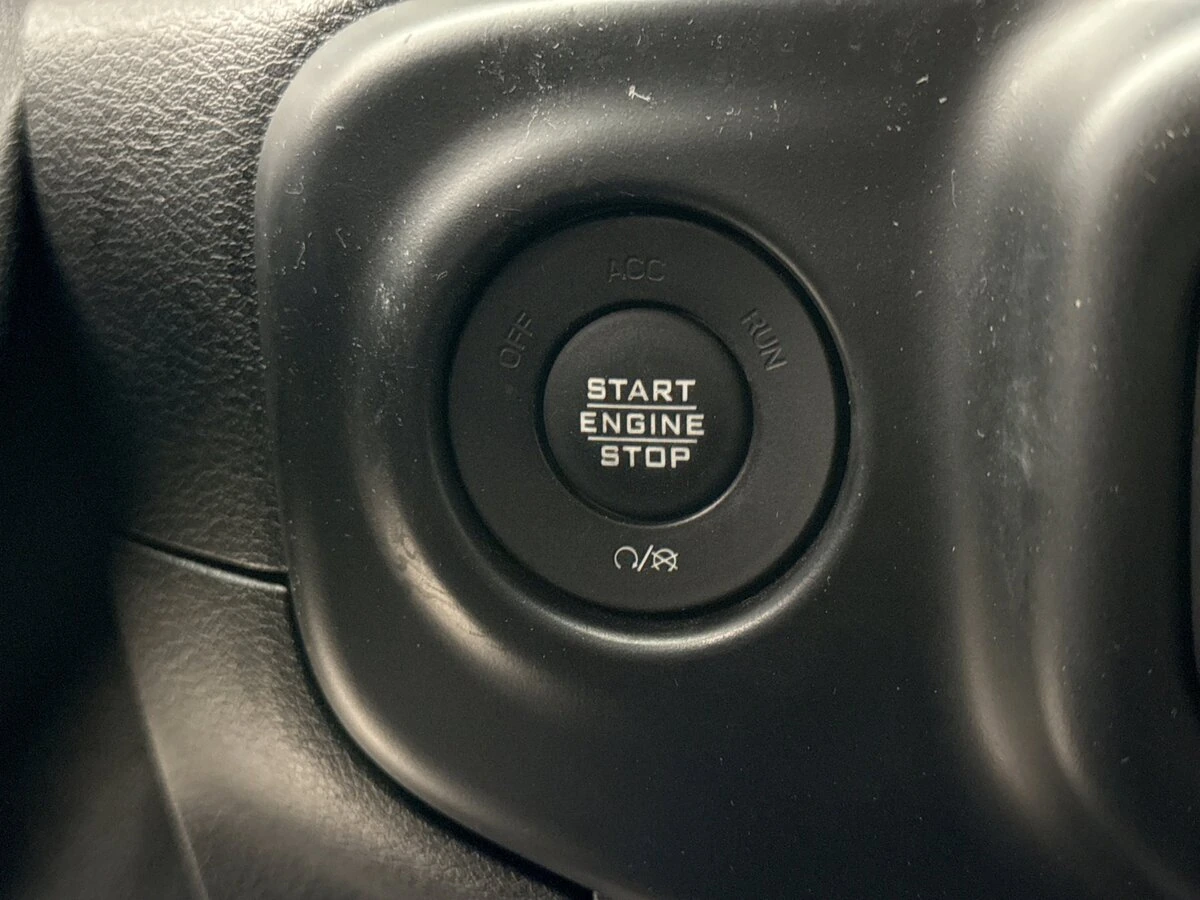 ACC
OFF
RUN
START
ENGINE
STOP